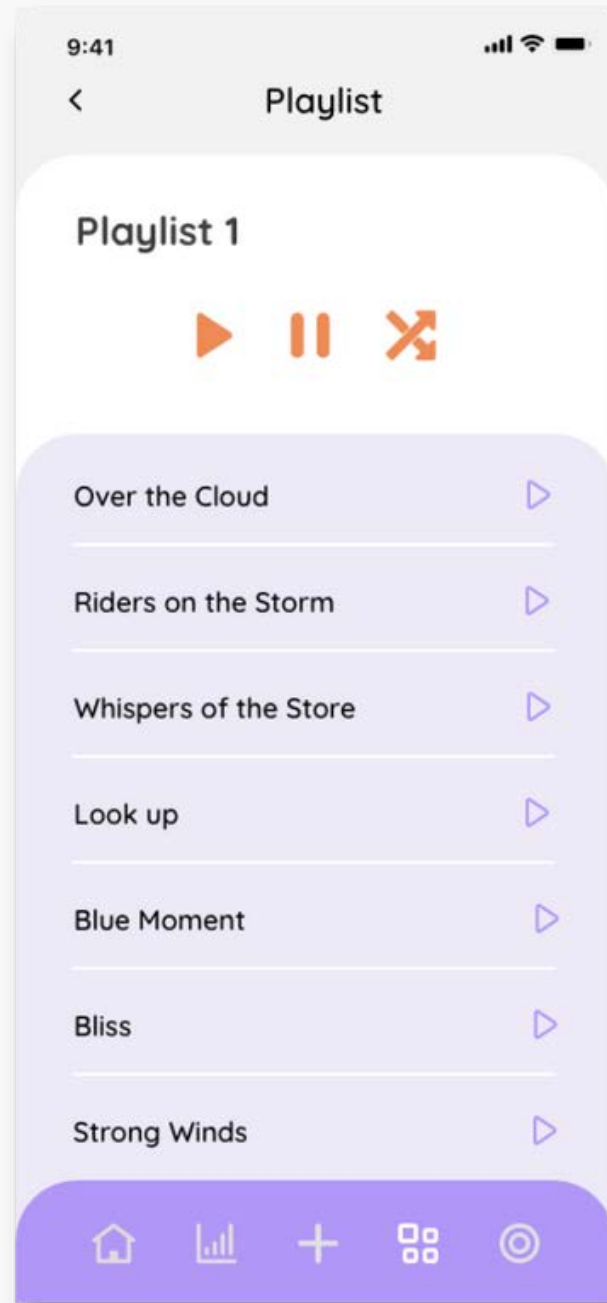 9:41
Playlist
Playlist 1
Over the Cloud
Riders on the Storm
Whispers of the Store
Look up
Blue Moment
Bliss
Strong Winds